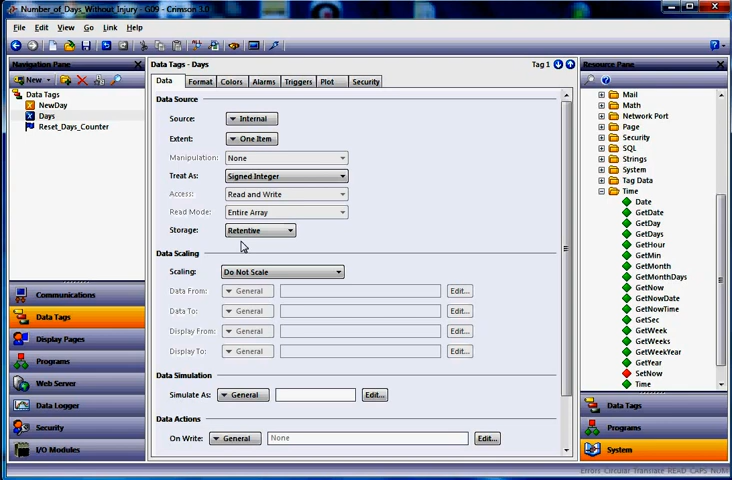 Number_of_Days_Without_Injury - G09 - Crimson 3.0
File Edit View Go Link Help
Navigation Pane
New
Data Tags
NewDay
Days
Reset_Days_Counter
Communications
Data Tags
Display Pages
Programs
Web Server
Data Logger
Security
I/O Modules
Data Tags - Days
Tag 1
Data Format Colors Alarms Triggers Plot Security
Data Source
Source: Internal
Extent: One Item
Manipulation: None
Treat As: Signed Integer
Access: Read and Write
Read Mode: Entire Array
Storage: Retentive
Data Scaling
Scaling: Do Not Scale
Data From: General Edit...
Data To: General Edit...
Display From: General Edit...
Display To: General Edit...
Data Simulation
Simulate As: General Edit...
Data Actions
On Write: General None Edit...
Resource Pane
Mail
Math
Network Port
Page
Security
SQL
Strings
System
Tag Data
Time
Date
GetDate
GetDay
GetDays
GetHour
GetMin
GetMonth
GetMonthDays
GetNow
GetNowDate
GetNowTime
GetSec
GetWeek
GetWeeks
GetWeekYear
GetYear
SetNow
Time
Data Tags
Programs
System
Errors Circular Translate READ CAPS NUM